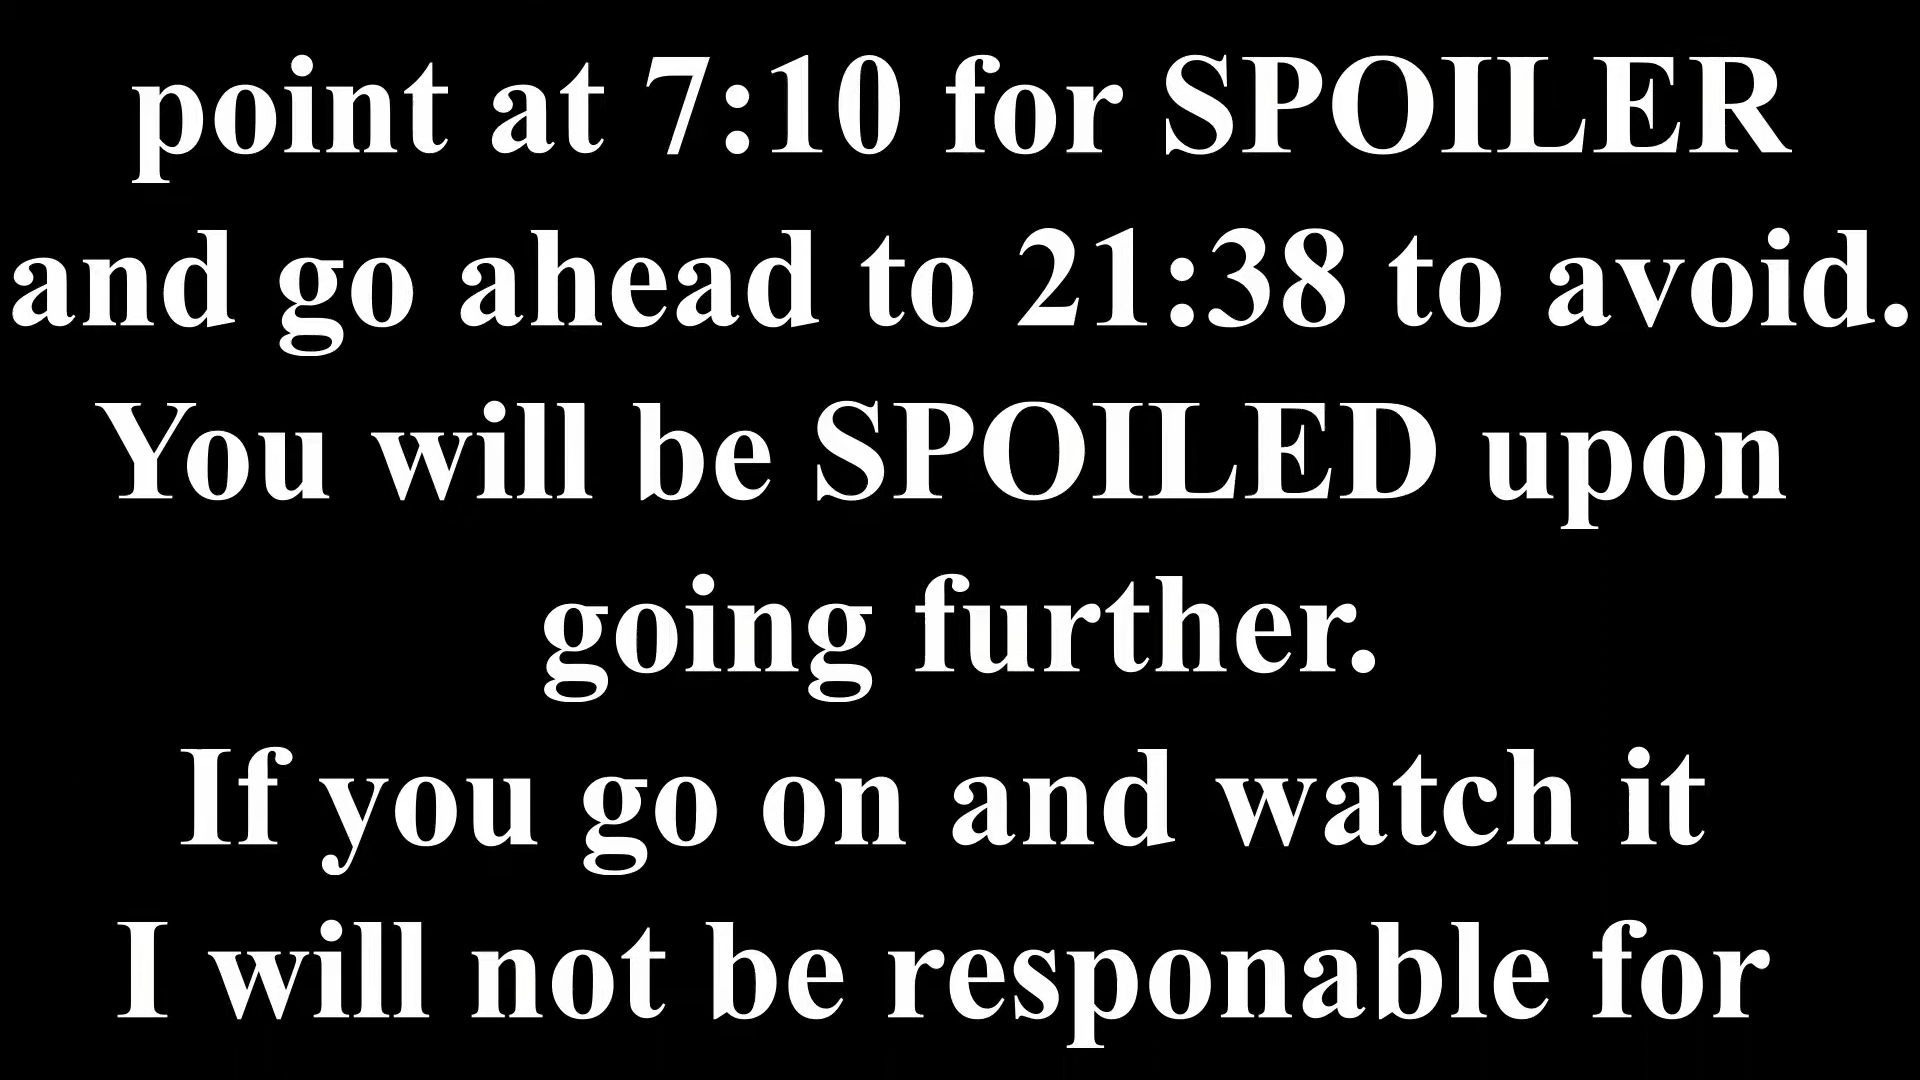 point at 7:10 for SPOILER
and go ahead to 21:38 to avoid.
You will be SPOILED upon
going further.
If you go on and watch it
I will not be responable for